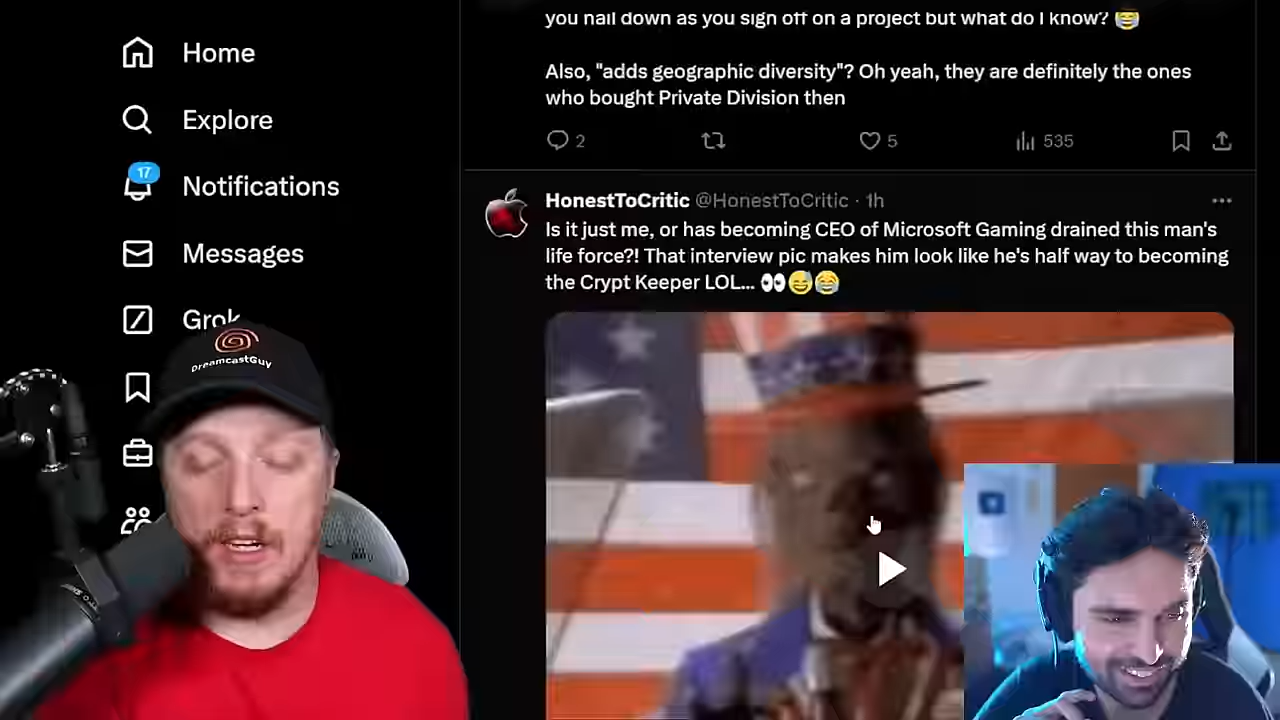 you nail down as you sign off on a project but what do I know? 😂
Also, "adds geographic diversity"? Oh yeah, they are definitely the ones
who bought Private Division then
2
5
535
Home
Explore
17
Notifications
Messages
Grok
HonestToCritic @HonestToCritic · 1h
Is it just me, or has becoming CEO of Microsoft Gaming drained this man's
life force?! That interview pic makes him look like he's half way to becoming
the Crypt Keeper LOL... 👀😅😂
DreamcastGuy